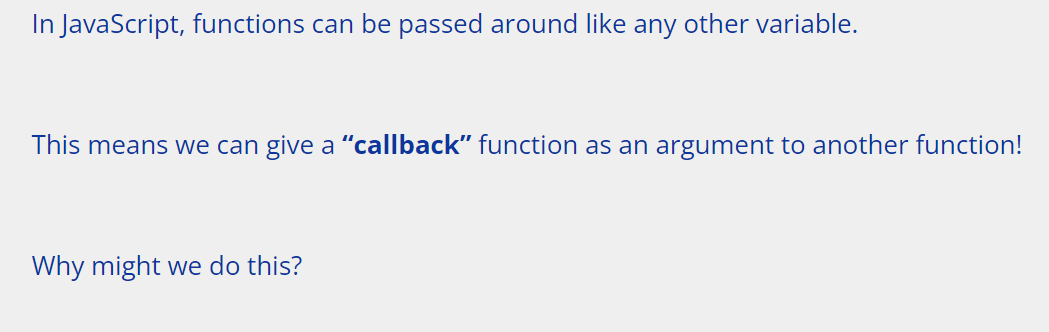 In JavaScript, functions can be passed around like any other variable.
This means we can give a “callback” function as an argument to another function!
Why might we do this?